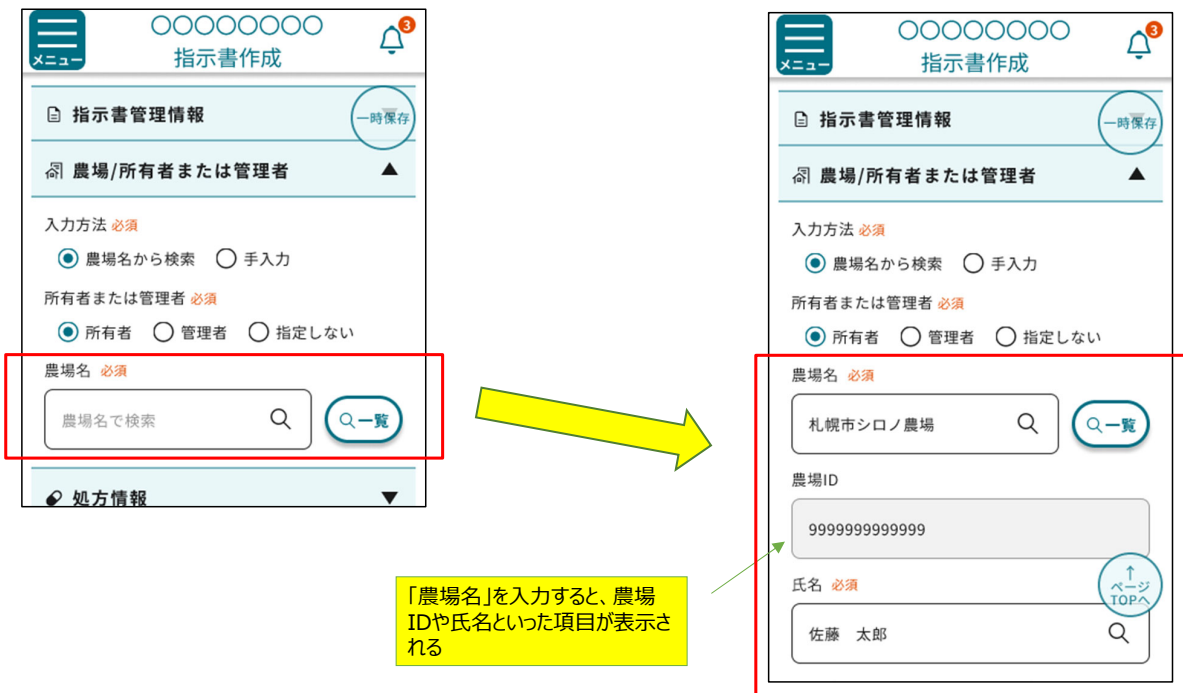 ○○○○○○○○
3
メニュー
指示書作成
指示書管理情報
一時保存
農場/所有者または管理者 ▲
入力方法 必須
農場名から検索 手入力
所有者または管理者 必須
所有者 管理者 指定しない
農場名 必須
農場名で検索
一覧
処方情報 ▼
「農場名」を入力すると、農場
IDや氏名といった項目が表示さ
れる
○○○○○○○○
3
メニュー
指示書作成
指示書管理情報
一時保存
農場/所有者または管理者 ▲
入力方法 必須
農場名から検索 手入力
所有者または管理者 必須
所有者 管理者 指定しない
農場名 必須
札幌市シロノ農場
一覧
農場ID
9999999999999
氏名 必須
↑
ページ
TOPへ
佐藤　太郎